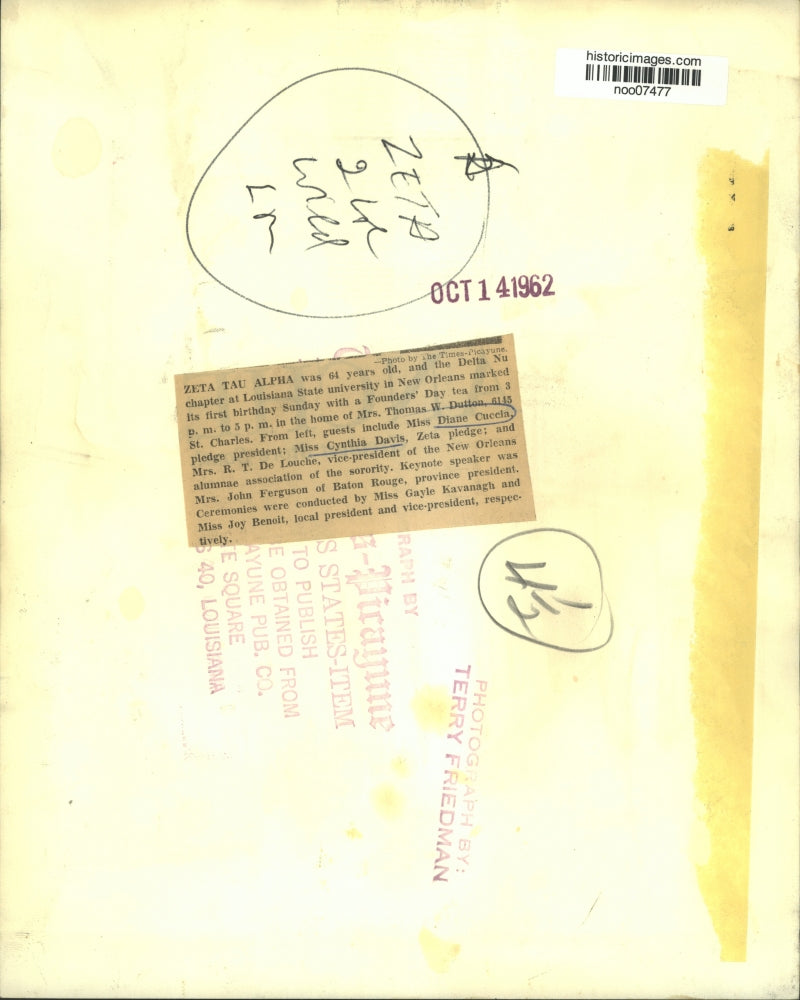 historicimages.com
noo07477
ZETA
OCT 14 1962
—Photo by The Times-Picayune.
ZETA TAU ALPHA was 64 years old, and the Delta Nu
chapter at Louisiana State university in New Orleans marked
its first birthday Sunday with a Founders' Day tea from 3
p. m. to 5 p. m. in the home of Mrs. Thomas W. Dutton, 6145
St. Charles. From left, guests include Miss Diane Cuccia,
pledge president; Miss Cynthia Davis, Zeta pledge; and
Mrs. R. T. De Louche, vice-president of the New Orleans
alumnae association of the sorority. Keynote speaker was
Mrs. John Ferguson of Baton Rouge, province president.
Ceremonies were conducted by Miss Gayle Kavanagh and
Miss Joy Benoit, local president and vice-president, respec-
tively.
RAPH BY
s-Picayune
S STATES-ITEM
TO PUBLISH
E OBTAINED FROM
AYUNE PUB. CO.
TE SQUARE
S 40, LOUISIANA
PHOTOGRAPH BY:
TERRY FRIEDMAN